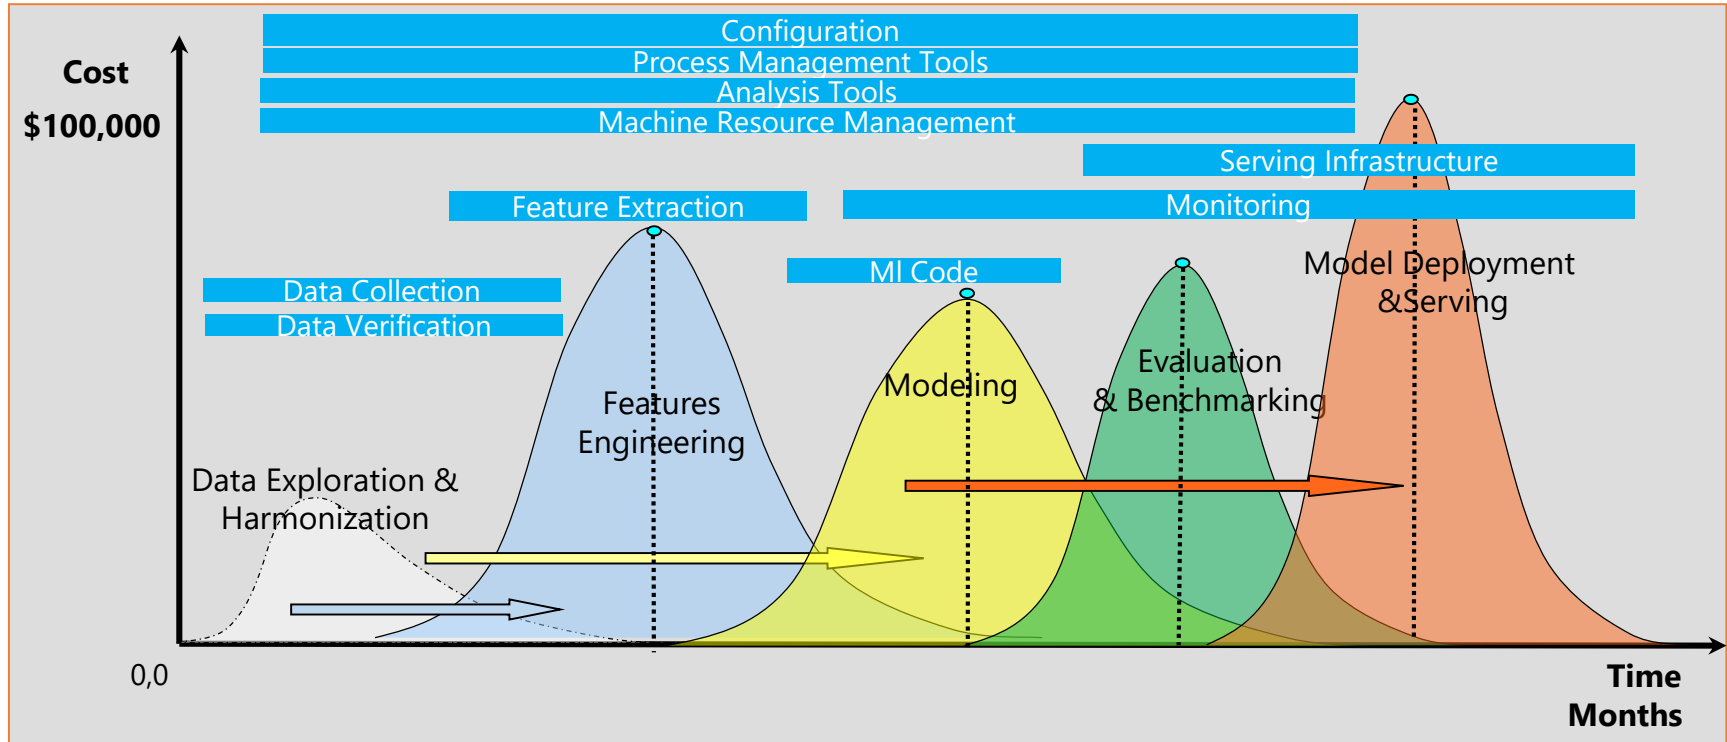 Configuration
Process Management Tools
Analysis Tools
Machine Resource Management
Cost
$100,000
Serving Infrastructure
Feature Extraction
Monitoring
Ml Code
Data Collection
Data Verification
Model Deployment
&Serving
Evaluation
& Benchmarking
Modeling
Features
Engineering
Data Exploration &
Harmonization
0,0
Time
Months